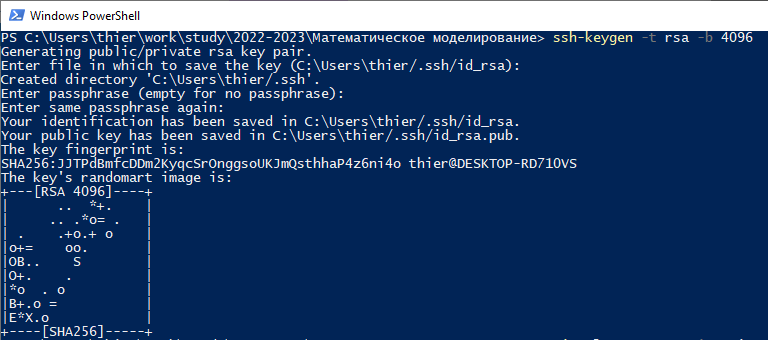 Windows PowerShell
PS C:\Users\thier\work\study\2022-2023\Математическое моделирование> ssh-keygen -t rsa -b 4096
Generating public/private rsa key pair.
Enter file in which to save the key (C:\Users\thier/.ssh/id_rsa):
Created directory 'C:\Users\thier/.ssh'.
Enter passphrase (empty for no passphrase):
Enter same passphrase again:
Your identification has been saved in C:\Users\thier/.ssh/id_rsa.
Your public key has been saved in C:\Users\thier/.ssh/id_rsa.pub.
The key fingerprint is:
SHA256:JJTPdBmfcDDm2KyqcSrOnggsoUKJmQsthhaP4z6ni4o thier@DESKTOP-RD710VS
The key's randomart image is:
+---[RSA 4096]----+
|      ..  *+.    |
|     .. .*o= .   |
| .    .+o.+ o    |
|o+=    oo.       |
|OB..    S        |
|O+.    .         |
|*o  . o          |
|B+.o =           |
|E*X.o            |
+----[SHA256]-----+